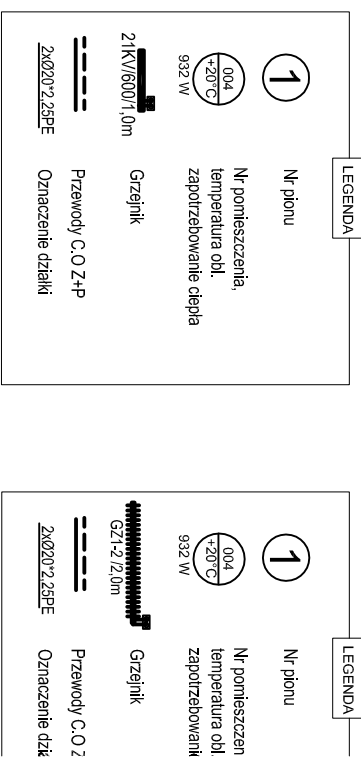 LEGENDA
1
Nr pionu
004
+20°C
932 W
Nr pomieszczenia,
temperatura obl.
zapotrzebowanie ciepła
21KV/600/1,0m
Grzejnik
Przewody C.O Z+P
2xØ20*2,25PE
Oznaczenie działki
LEGENDA
1
Nr pionu
004
+20°C
932 W
Nr pomieszczen
temperatura obl.
zapotrzebowanie
GZ1-2 /2,0m
Grzejnik
Przewody C.O Z
2xØ20*2,25PE
Oznaczenie dzia